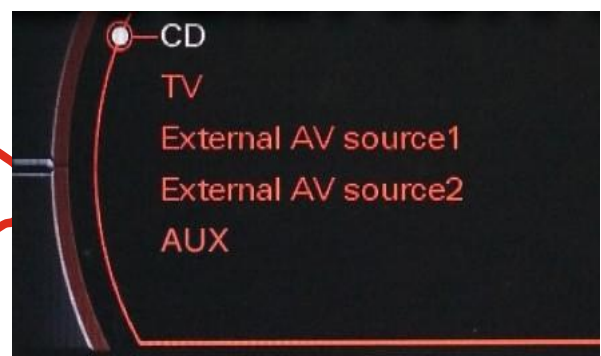 CD
TV
External AV source1
External AV source2
AUX